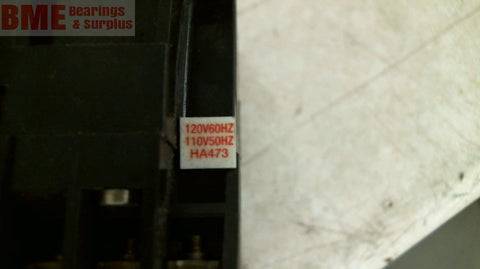 BME Bearings
& Surplus
120V60HZ
110V50HZ
HA473